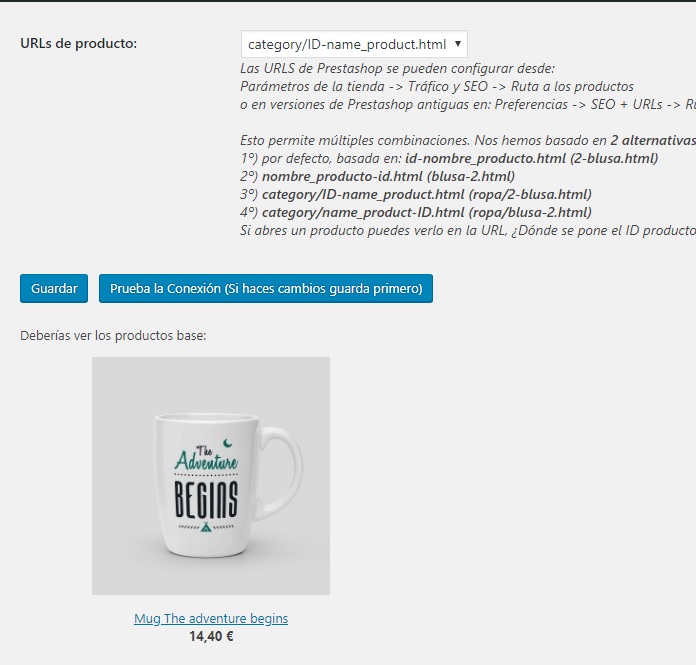 URLs de producto:
category/ID-name_product.html
Las URLS de Prestashop se pueden configurar desde:
Parámetros de la tienda -> Tráfico y SEO -> Ruta a los productos
o en versiones de Prestashop antiguas en: Preferencias -> SEO + URLs ->
Esto permite múltiples combinaciones. Nos hemos basado en 2 alternativas
1º) por defecto, basada en: id-nombre_producto.html (2-blusa.html)
2º) nombre_producto-id.html (blusa-2.html)
3º) category/ID-name_product.html (ropa/2-blusa.html)
4º) category/name_product-ID.html (ropa/blusa-2.html)
Si abres un producto puedes verlo en la URL, ¿Dónde se pone el ID producto
Guardar
Prueba la Conexión (Si haces cambios guarda primero)
Deberías ver los productos base:
The
Adventure
BEGINS
Mug The adventure begins
14,40 €